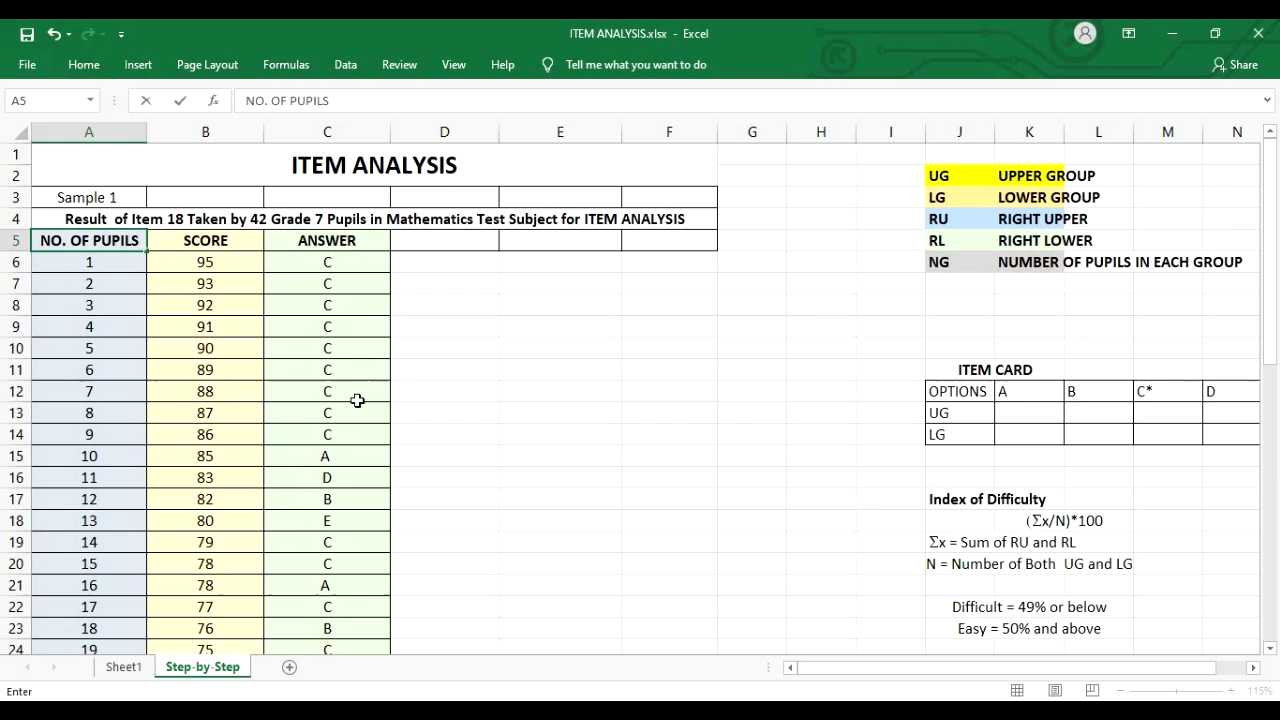 ITEM ANALYSIS.xlsx - Excel
File Home Insert Page Layout Formulas Data Review View Help Tell me what you want to do Share
A5 fx NO. OF PUPILS
A B C D E F G H I J K L M N
1 ITEM ANALYSIS
2 UG UPPER GROUP
3 Sample 1 LG LOWER GROUP
4 Result of Item 18 Taken by 42 Grade 7 Pupils in Mathematics Test Subject for ITEM ANALYSIS RU RIGHT UPPER
5 NO. OF PUPILS SCORE ANSWER RL RIGHT LOWER
6 1 95 C NG NUMBER OF PUPILS IN EACH GROUP
7 2 93 C
8 3 92 C
9 4 91 C
10 5 90 C
11 6 89 C ITEM CARD
12 7 88 C OPTIONS A B C* D
13 8 87 C UG
14 9 86 C LG
15 10 85 A
16 11 83 D
17 12 82 B Index of Difficulty
18 13 80 E (Σx/N)*100
19 14 79 C Σx = Sum of RU and RL
20 15 78 C N = Number of Both UG and LG
21 16 78 A
22 17 77 C Difficult = 49% or below
23 18 76 B Easy = 50% and above
24 19 75 C
Sheet1 Step-by-Step
Enter 115%